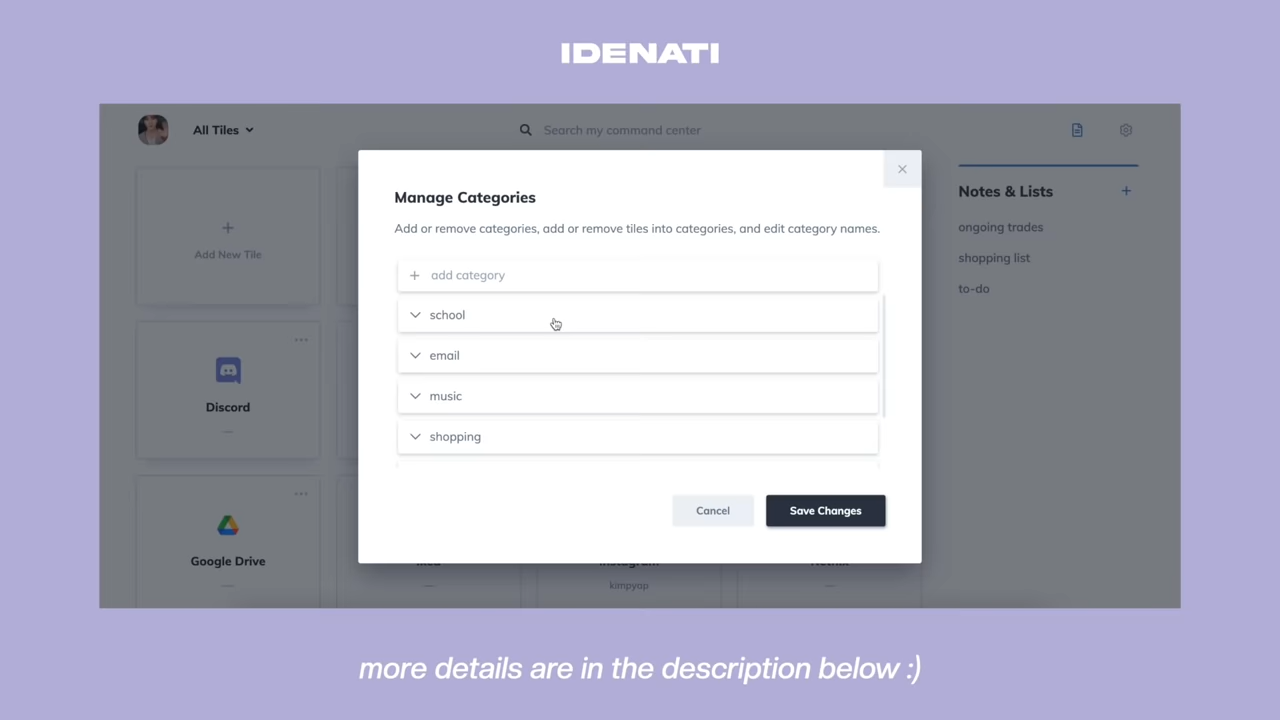 IDENATI
All Tiles
Search my command center
Add New Tile
Discord
Google Drive
Instagram
kimpyop
Notes & Lists
ongoing trades
shopping list
to-do
Manage Categories
Add or remove categories, add or remove tiles into categories, and edit category names.
add category
school
email
music
shopping
Cancel
Save Changes
more details are in the description below :)